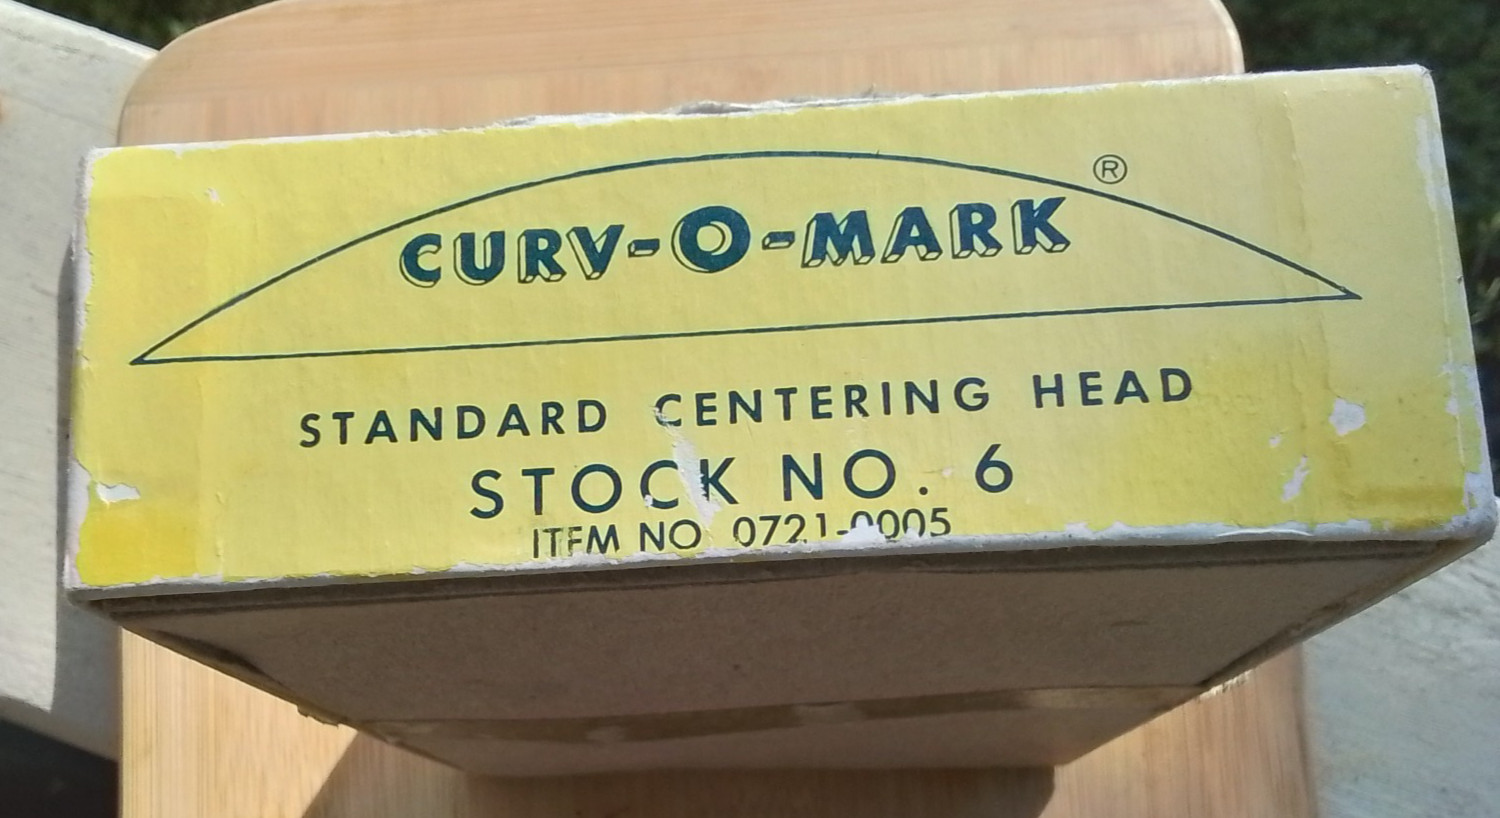 CURV-O-MARK ®
STANDARD CENTERING HEAD
STOCK NO. 6
ITEM NO 0721-0005